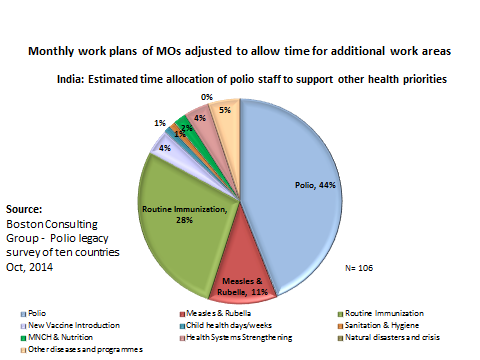 Monthly work plans of MOs adjusted to allow time for additional work areas
India: Estimated time allocation of polio staff to support other health priorities
0%
5%
4%
2%
1%
1%
4%
Polio, 44%
Routine Immunization,
28%
Measles &
Rubella, 11%
Source:
Boston Consulting
Group - Polio legacy
survey of ten countries
Oct, 2014
N= 106
Polio
Measles & Rubella
Routine Immunization
New Vaccine Introduction
Child health days/weeks
Sanitation & Hygiene
MNCH & Nutrition
Health Systems Strengthening
Natural disasters and crisis
Other diseases and programmes